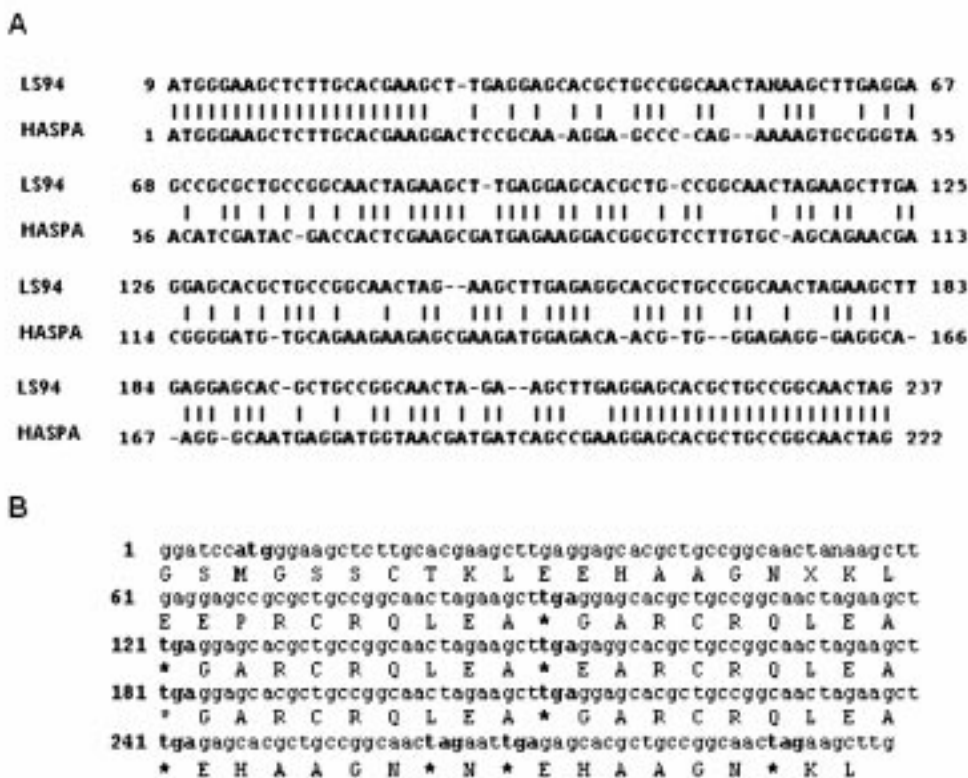 A
LS94 9 ATGGGAAGCTCTTGCACGAAGCT-TGAGGAGCACGCTGCCGGCAACTANAAGCTTGAGGA 67
HASPA 1 ATGGGAAGCTCTTGCACGAAGGACTCCGCAA-AGGA-GCCC-CAG--AAAAGTGCGGGTA 55
LS94 68 GCCGCGCTGCCGGCAACTAGAAGCT-TGAGGAGCACGCTG-CCGGCAACTAGAAGCTTGA 125
HASPA 56 ACATCGATAC-GACCACTCGAAGCGATGAGAAGGACGGCGTCCTTGTGC-AGCAGAACGA 113
LS94 126 GGAGCACGCTGCCGGCAACTAG--AAGCTTGAGAGGCACGCTGCCGGCAACTAGAAGCTT 183
HASPA 114 CGGGGATG-TGCAGAAGAAGAGCGAAGATGGAGACA-ACG-TG--GGAGAGG-GAGGCA- 166
LS94 184 GAGGAGCAC-GCTGCCGGCAACTA-GA--AGCTTGAGGAGCACGCTGCCGGCAACTAG 237
HASPA 167 -AGG-GCAATGAGGATGGTAACGATGATCAGCCGAAGGAGCACGCTGCCGGCAACTAG 222
B
1 ggatccatgggaagctcttgcacgaagcttgaggagcacgctgccggcaactanaagctt
G S M G S S C T K L E E H A A G N X K L
61 gaggagccgcgctgccggcaactagaagcttgaggagcacgctgccggcaactagaagct
E E P R C R Q L E A * G A R C R Q L E A
121 tgaggagcacgctgccggcaactagaagcttgagaggcacgctgccggcaactagaagct
* G A R C R Q L E A * E A R C R Q L E A
181 tgaggagcacgctgccggcaactagaagcttgaggagcacgctgccggcaactagaagct
* G A R C R Q L E A * G A R C R Q L E A
241 tgagagcacgctgccggcaactagaattgagagcacgctgccggcaactagaagcttg
* E H A A G N * N * E H A A G N * K L